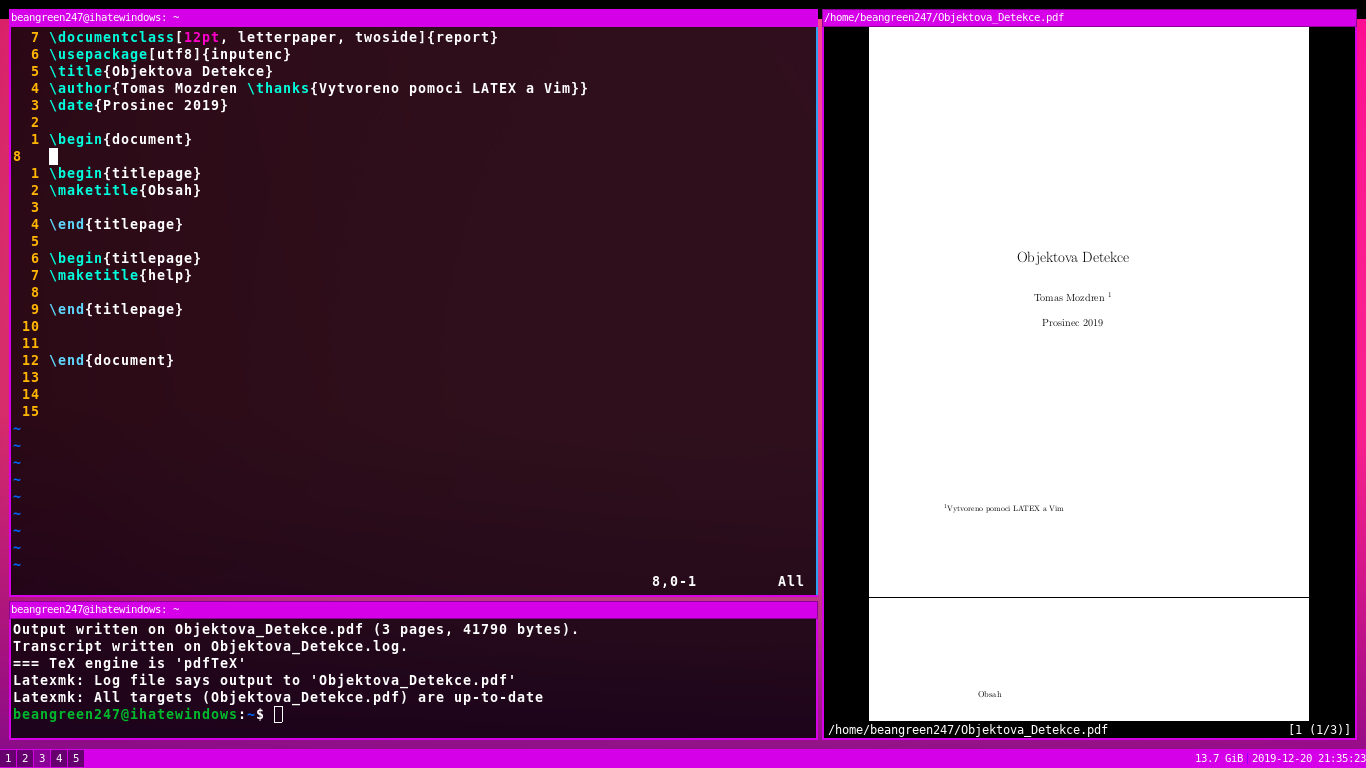 beangreen247@ihatewindows: ~
7 \documentclass[12pt, letterpaper, twoside]{report}
6 \usepackage[utf8]{inputenc}
5 \title{Objektova Detekce}
4 \author{Tomas Mozdren \thanks{Vytvoreno pomoci LATEX a Vim}}
3 \date{Prosinec 2019}
2
1 \begin{document}
8
1 \begin{titlepage}
2 \maketitle{Obsah}
3
4 \end{titlepage}
5
6 \begin{titlepage}
7 \maketitle{help}
8
9 \end{titlepage}
10
11
12 \end{document}
13
14
15
~
~
~
~
~
~
~
~
~
8,0-1 All
beangreen247@ihatewindows: ~
Output written on Objektova_Detekce.pdf (3 pages, 41790 bytes).
Transcript written on Objektova_Detekce.log.
=== TeX engine is 'pdfTeX'
Latexmk: Log file says output to 'Objektova_Detekce.pdf'
Latexmk: All targets (Objektova_Detekce.pdf) are up-to-date
beangreen247@ihatewindows:~$
/home/beangreen247/Objektova_Detekce.pdf
Objektova Detekce
Tomas Mozdren 1
Prosinec 2019
1Vytvoreno pomoci LATEX a Vim
Obsah
/home/beangreen247/Objektova_Detekce.pdf [1 (1/3)]
1 2 3 4 5 13.7 GiB 2019-12-20 21:35:23